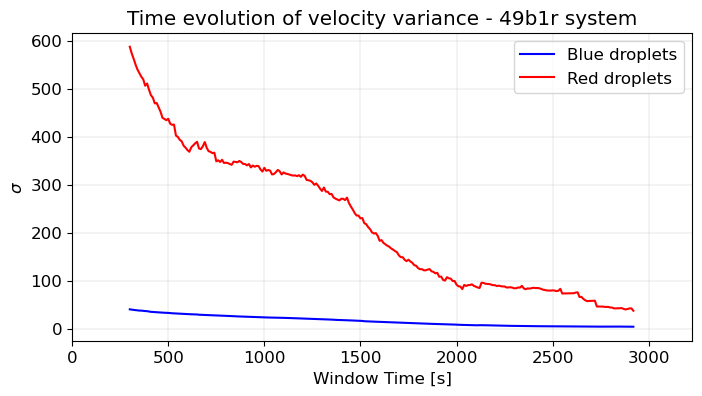 Time evolution of velocity variance - 49b1r system
Blue droplets
Red droplets
600
500
400
300
200
100
0
σ
0 500 1000 1500 2000 2500 3000
Window Time [s]